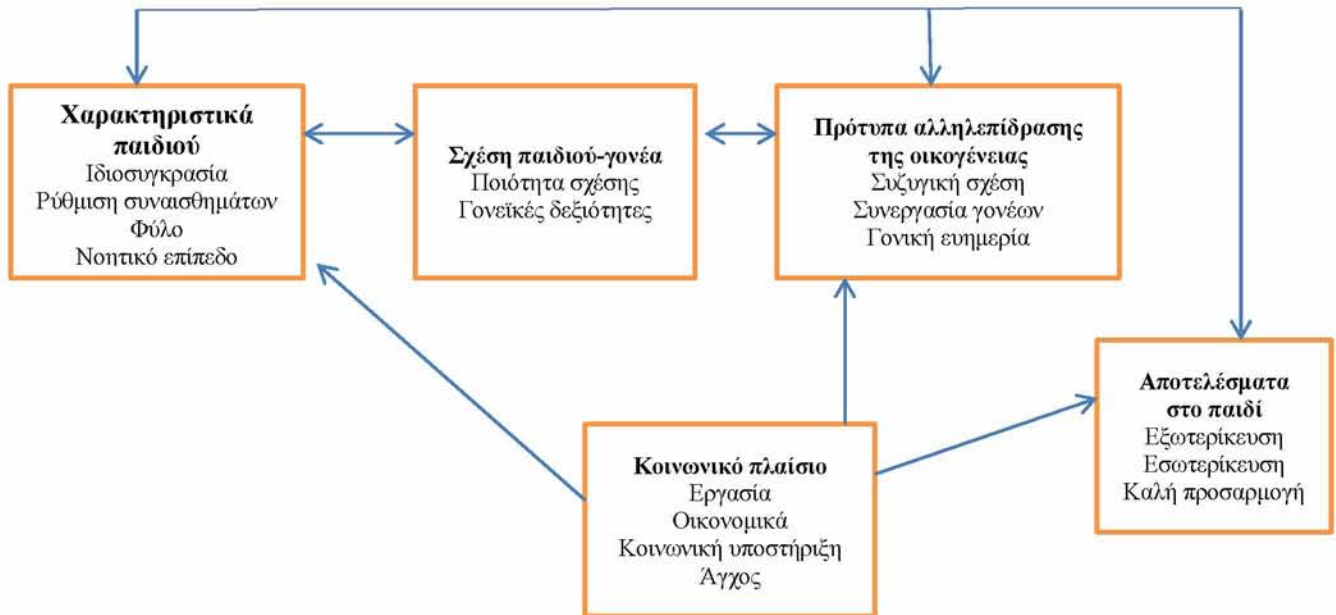 Χαρακτηριστικά
παιδιού
Ιδιοσυγκρασία
Ρύθμιση συναισθημάτων
Φύλο
Νοητικό επίπεδο
Σχέση παιδιού-γονέα
Ποιότητα σχέσης
Γονεϊκές δεξιότητες
Πρότυπα αλληλεπίδρασης
της οικογένειας
Συζυγική σχέση
Συνεργασία γονέων
Γονική ευημερία
Αποτελέσματα
στο παιδί
Εξωτερίκευση
Εσωτερίκευση
Καλή προσαρμογή
Κοινωνικό πλαίσιο
Εργασία
Οικονομικά
Κοινωνική υποστήριξη
Άγχος